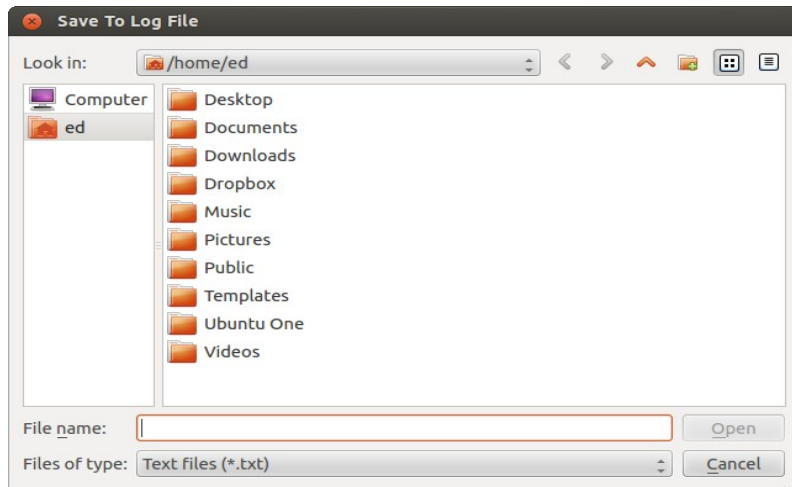 Save To Log File
Look in: /home/ed
Computer
ed
Desktop
Documents
Downloads
Dropbox
Music
Pictures
Public
Templates
Ubuntu One
Videos
File name: Open
Files of type: Text files (*.txt) Cancel